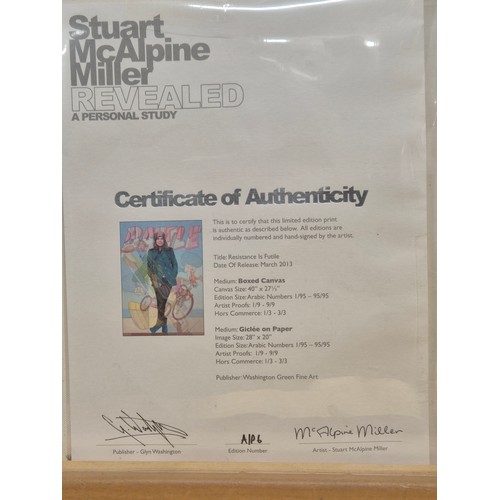 Stuart
McAlpine
Miller
REVEALED
A PERSONAL STUDY
Certificate of Authenticity
This is to certify that this limited edition print
is authentic as described below. All editions are
individually numbered and hand-signed by the artist.
Title: Resistance Is Futile
Date Of Release: March 2013
Medium: Boxed Canvas
Canvas Size: 40" x 27½"
Edition Size: Arabic Numbers 1/95 – 95/95
Artist Proofs: 1/9 - 9/9
Hors Commerce: 1/3 - 3/3
Medium: Giclée on Paper
Image Size: 28" x 20"
Edition Size: Arabic Numbers 1/95 – 95/95
Artist Proofs: 1/9 – 9/9
Hors Commerce: 1/3 - 3/3
Publisher: Washington Green Fine Art
A/P6
McAlpine Miller
Publisher - Glyn Washington
Edition Number
Artist - Stuart McAlpine Miller